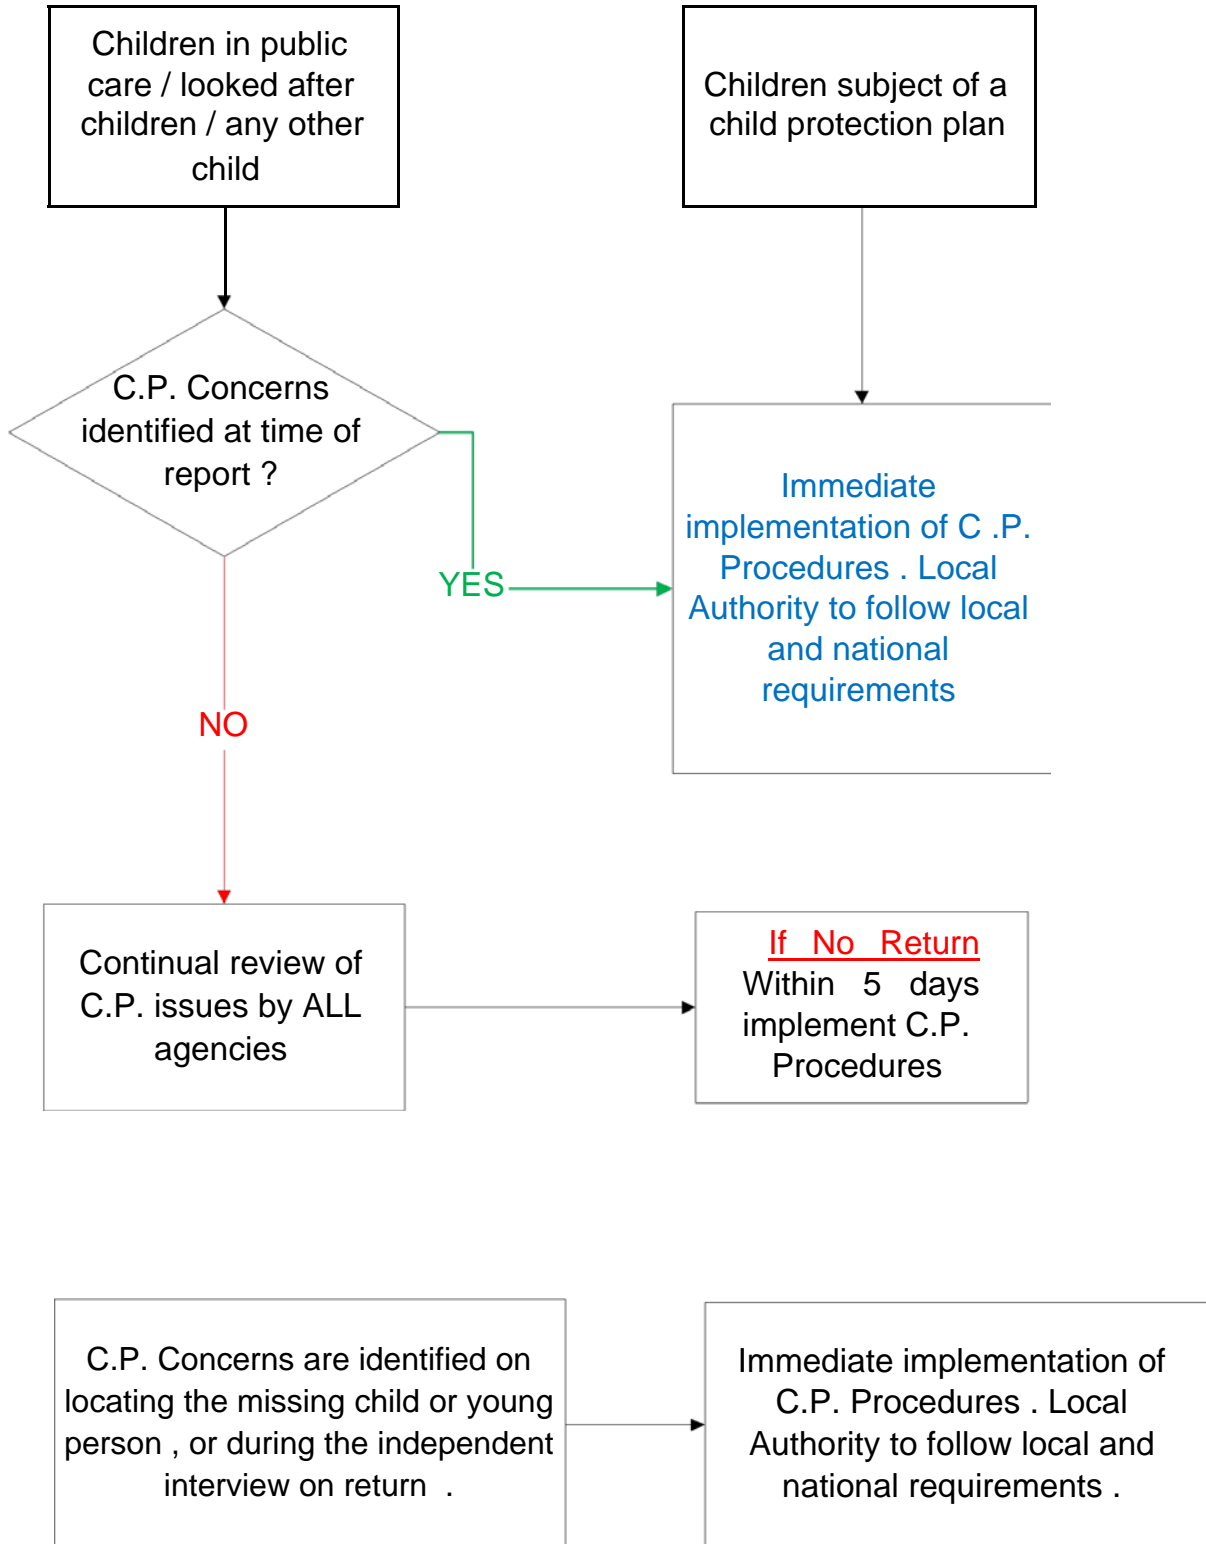 Children in public
care / looked after
children / any other
child
Children subject of a
child protection plan
C.P. Concerns
identified at time of
report ?
YES
Immediate
implementation of C .P.
Procedures . Local
Authority to follow local
and national
requirements
NO
Continual review of
C.P. issues by ALL
agencies
If No Return
Within 5 days
implement C.P.
Procedures
C.P. Concerns are identified on
locating the missing child or young
person , or during the independent
interview on return .
Immediate implementation of
C.P. Procedures . Local
Authority to follow local and
national requirements .